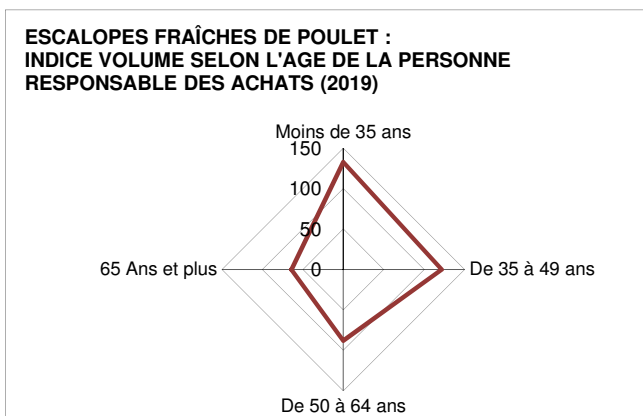 ESCALOPES FRAÎCHES DE POULET :
INDICE VOLUME SELON L'AGE DE LA PERSONNE
RESPONSABLE DES ACHATS (2019)
Moins de 35 ans
150
100
50
65 Ans et plus
0
De 35 à 49 ans
De 50 à 64 ans